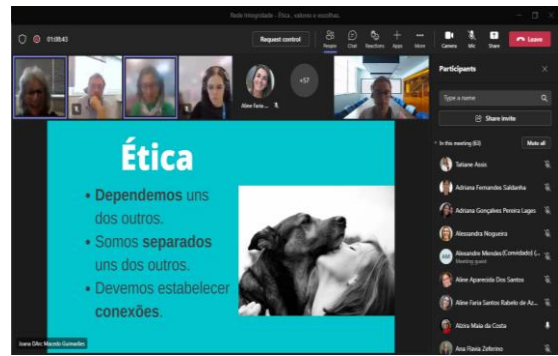 Rede Integridade - Ética, valores e escolhas.
01:08:43
Request control
People
Chat
Reactions
Apps
More
Camera
Mic
Share
Leave
Aline Faria ...
+57
Participants
Type a name
Share invite
In this meeting (63)
Mute all
Tatiane Assis
Adriana Fernandes Saldanha
Adriana Gonçalves Pereira Lages
Alessandra Nogueira
AM
Alexandre Mendes (Convidado)
Meeting guest
Aline Aparecida Dos Santos
Aline Faria Santos Rabelo de Az...
Alzira Maia da Costa
Ana Flavia Zeferino
Ética
• Dependemos uns
dos outros.
• Somos separados
uns dos outros.
• Devemos estabelecer
conexões.
Joana DArc Macedo Guimarães